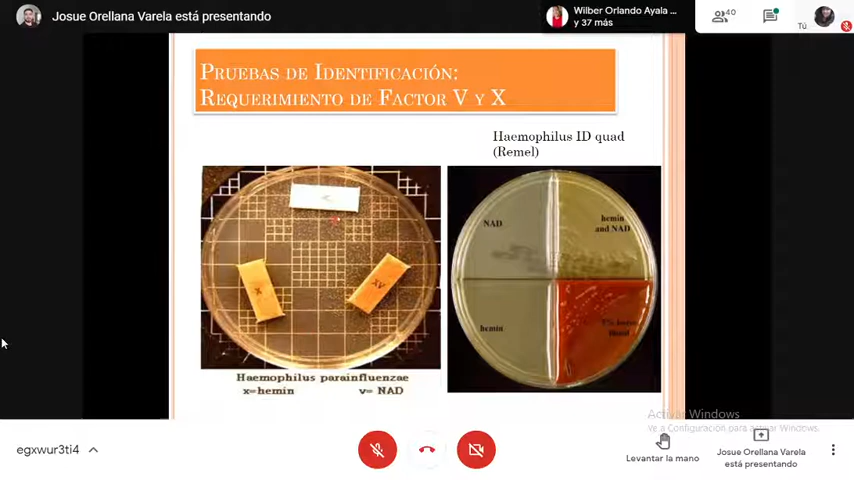 Josue Orellana Varela está presentando
Wilber Orlando Ayala ...
y 37 más
40
Tú
Pruebas de Identificación:
Requerimiento de Factor V y X
Haemophilus ID quad
(Remel)
X
XV
NAD
hemin
and NAD
hemin
blood
Haemophilus parainfluenzae
x=hemin v= NAD
Activar Windows
Ve a Configuración para activar Windows.
egxwur3ti4
Levantar la mano
Josue Orellana Varela
está presentando